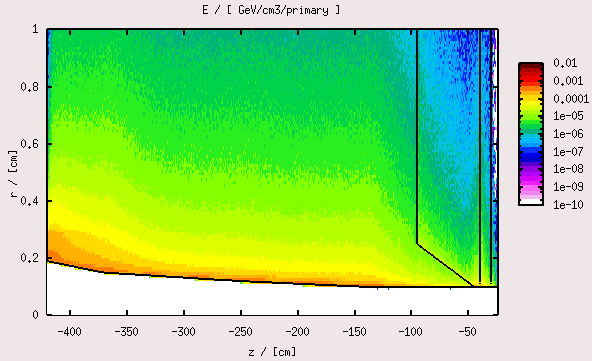 E / [ GeV/cm3/primary ]
1
0.8
0.6
0.4
0.2
0
r / [cm]
-400
-350
-300
-250
-200
-150
-100
-50
z / [cm]
0.01
0.001
0.0001
1e-05
1e-06
1e-07
1e-08
1e-09
1e-10